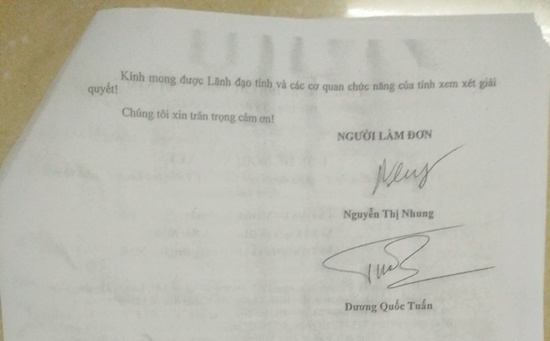 Kính mong được Lãnh đạo tỉnh và các cơ quan chức năng của tỉnh xem xét giải
quyết!
Chúng tôi xin trân trọng cảm ơn!
NGƯỜI LÀM ĐƠN
Nguyễn Thị Nhung
Dương Quốc Tuấn